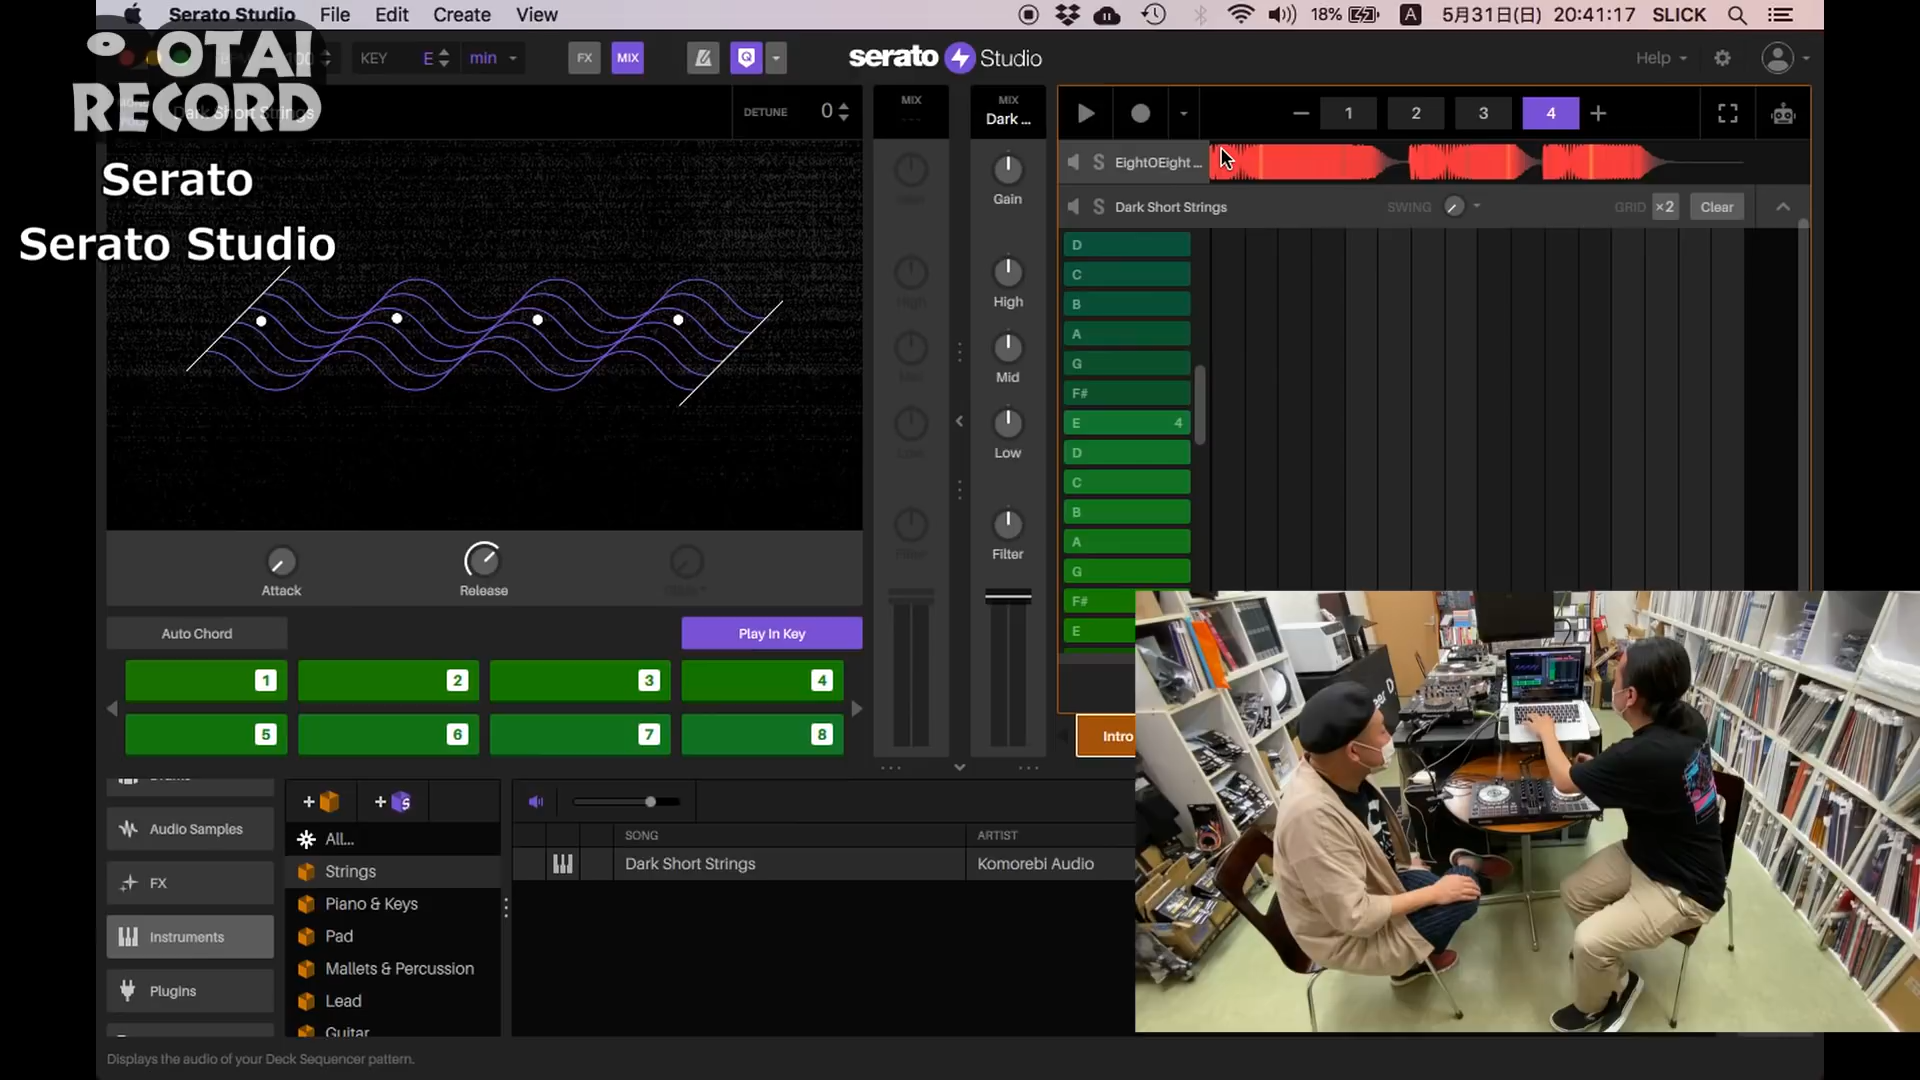 Serato Studio File Edit Create View 18% A 5月31日(日) 20:41:17 SLICK
OTAI
RECORD
Serato
Serato Studio
KEY E min FX MIX serato Studio Help
Dark Short Strings DETUNE 0
MIX
MIX
Dark ...
1 2 3 4
S EightOEight ...
S Dark Short Strings SWING GRID ×2 Clear
Gain
High
Mid
Low
Filter
D
C
B
A
G
F#
E 4
D
C
B
A
G
F#
E
Attack Release
Auto Chord Play In Key
1 2 3 4
5 6 7 8
Intro
Audio Samples
FX
Instruments
Plugins
All...
Strings
Piano & Keys
Pad
Mallets & Percussion
Lead
Guitar
SONG ARTIST
Dark Short Strings Komorebi Audio
Displays the audio of your Deck Sequencer pattern.